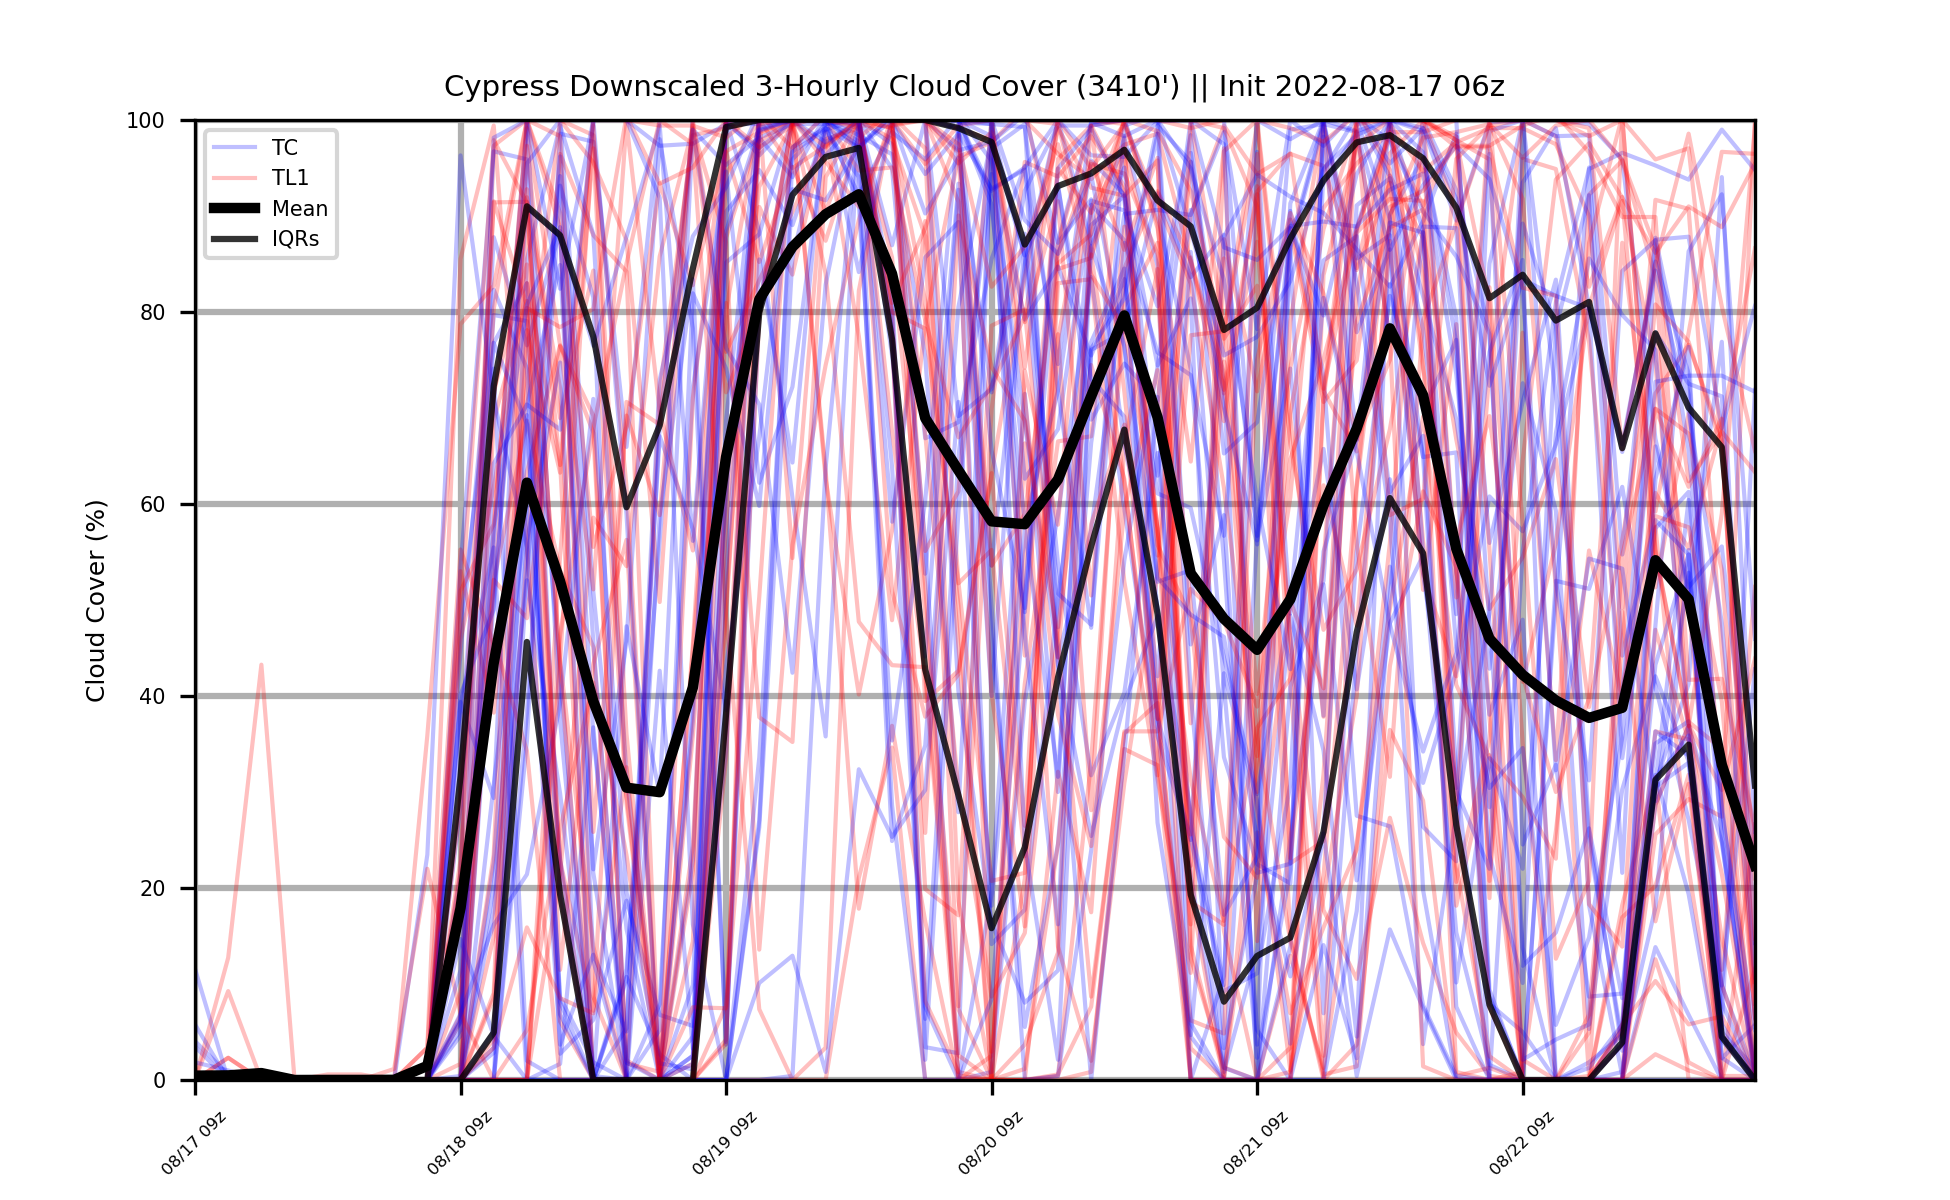 Cypress Downscaled 3-Hourly Cloud Cover (3410') || Init 2022-08-17 06z
TC
TL1
Mean
IQRs
Cloud Cover (%)
100
80
60
40
20
0
08/17 09z
08/18 09z
08/19 09z
08/20 09z
08/21 09z
08/22 09z